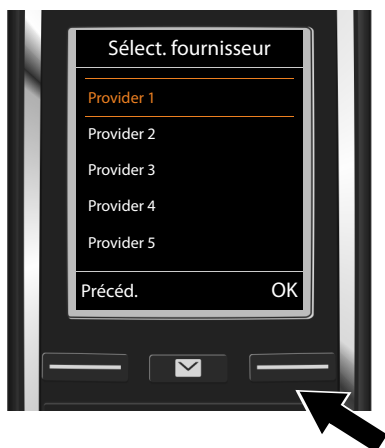 Sélect. fournisseur
Provider 1
Provider 2
Provider 3
Provider 4
Provider 5
Précéd. OK